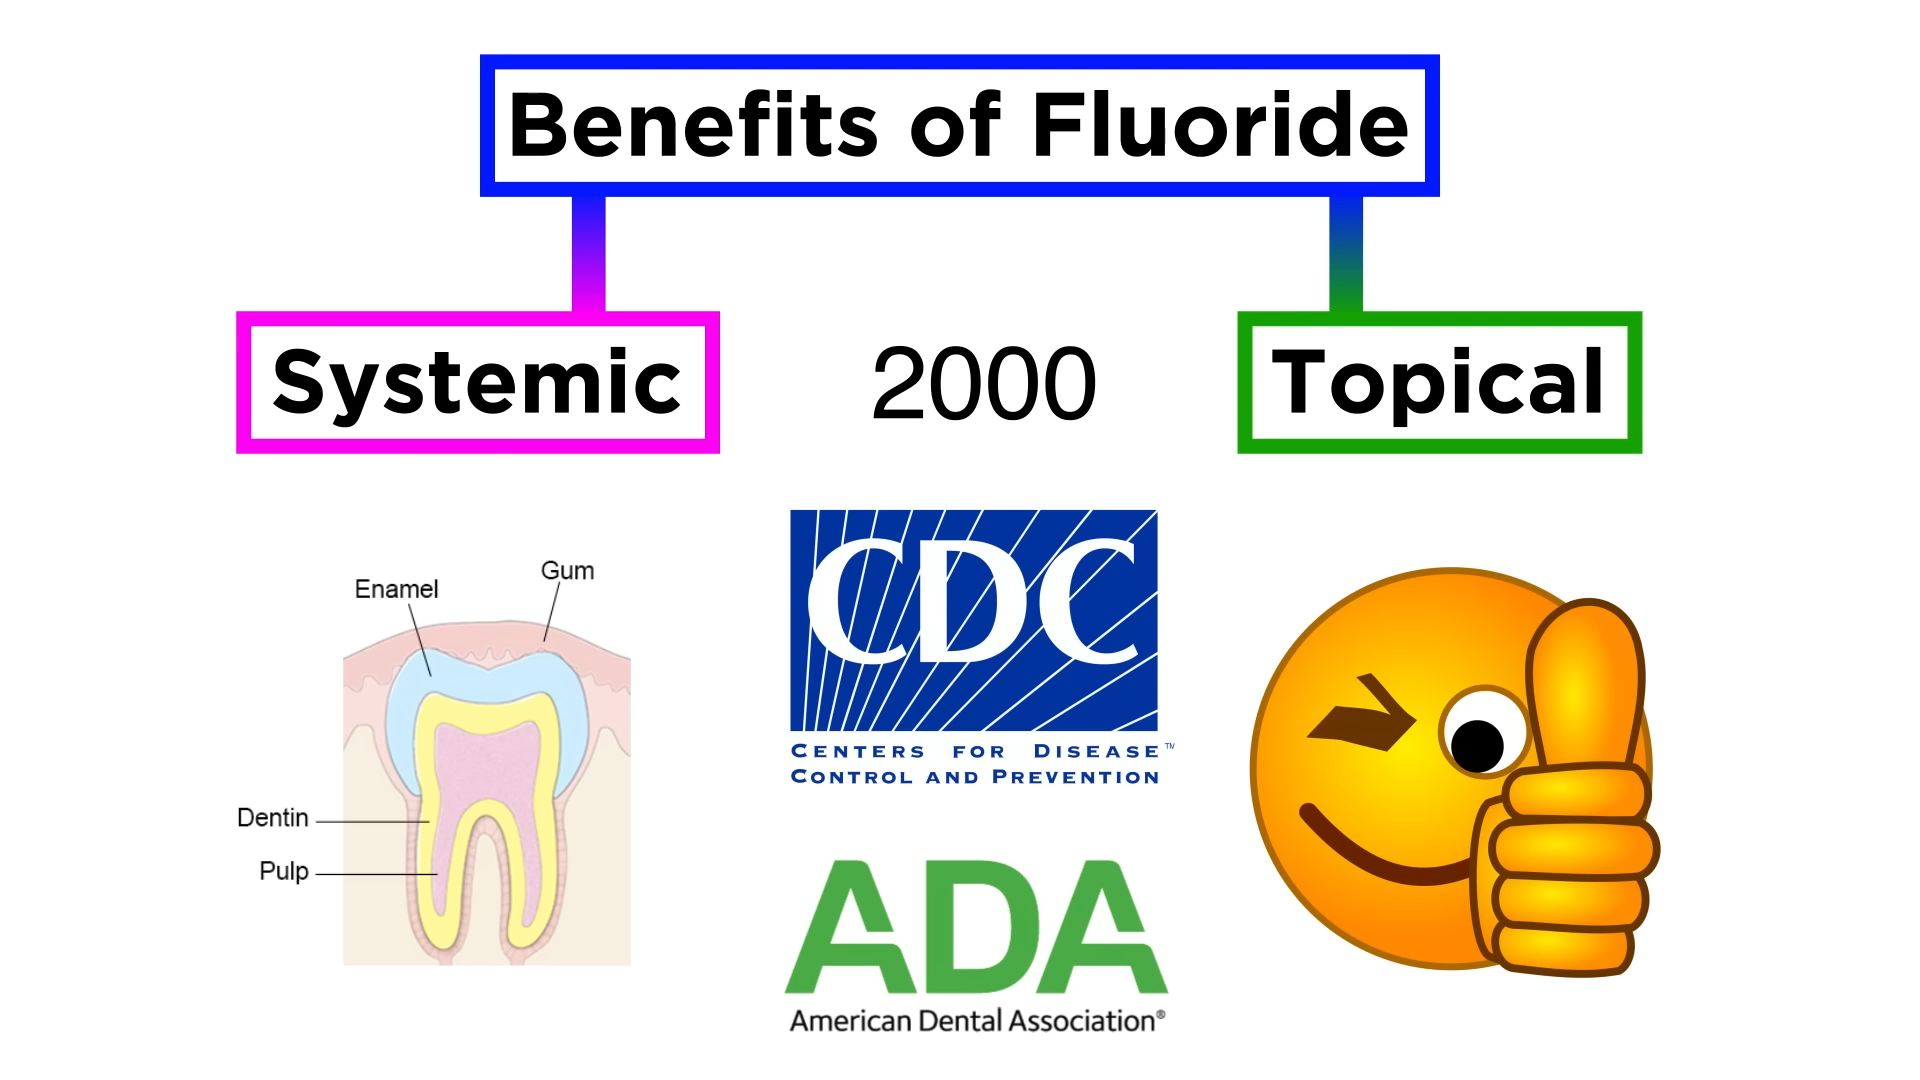 Benefits of Fluoride
Systemic
2000
Topical
Enamel
Gum
Dentin
Pulp
CDC
CENTERS FOR DISEASE™
CONTROL AND PREVENTION
ADA
American Dental Association®